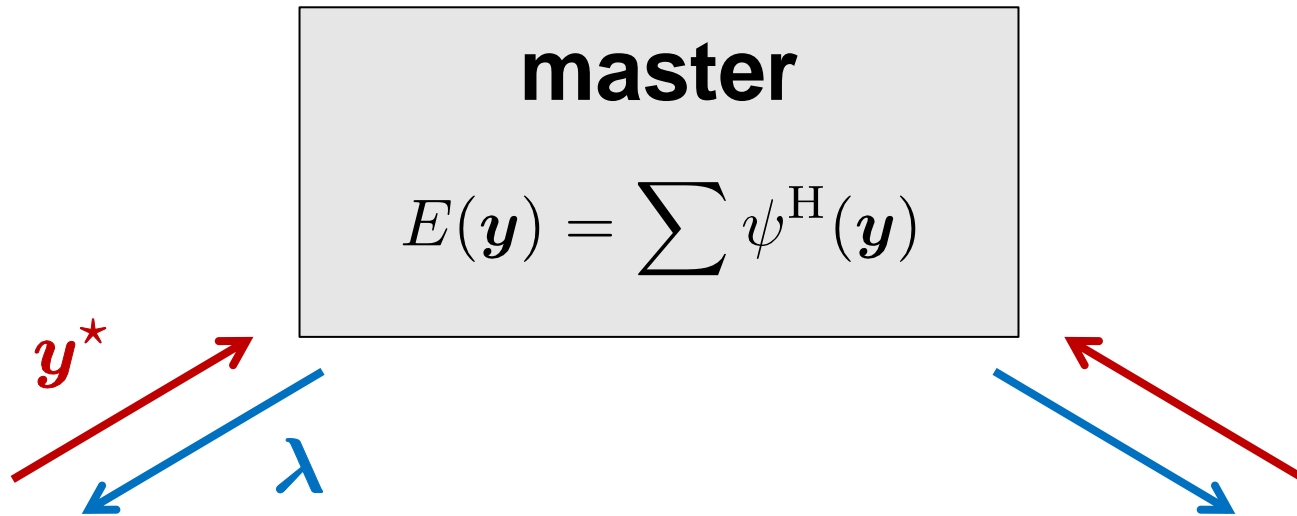 master
E(y) = ∑ ψ^H(y)
y⋆
λ